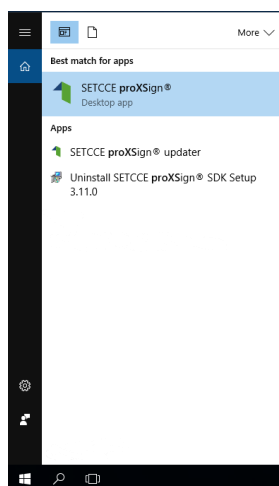 More
Best match for apps
SETCCE proXSign®
Desktop app
Apps
SETCCE proXSign® updater
Uninstall SETCCE proXSign® SDK Setup
3.11.0